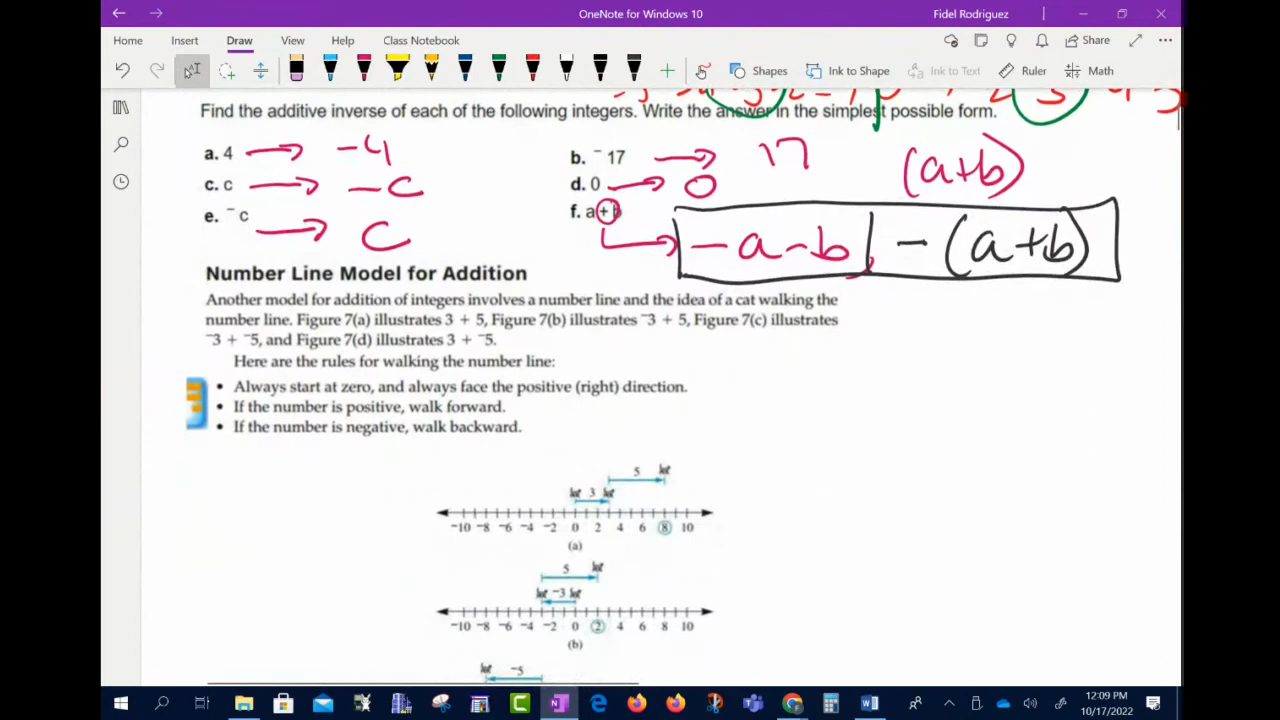 OneNote for Windows 10
Fidel Rodriguez
Home Insert Draw View Help Class Notebook Share
Shapes Ink to Shape Ink to Text Ruler Math
Find the additive inverse of each of the following integers. Write the answer in the simplest possible form.
a. 4 → -4
b. ⁻17 → 17
(a+b)
c. c → -c
d. 0 → 0
e. ⁻c → c
f. a + b
-a-b, -(a+b)
Number Line Model for Addition
Another model for addition of integers involves a number line and the idea of a cat walking the
number line. Figure 7(a) illustrates 3 + 5, Figure 7(b) illustrates ⁻3 + 5, Figure 7(c) illustrates
⁻3 + ⁻5, and Figure 7(d) illustrates 3 + ⁻5.
Here are the rules for walking the number line:
• Always start at zero, and always face the positive (right) direction.
• If the number is positive, walk forward.
• If the number is negative, walk backward.
5
3
-10 -8 -6 -4 -2 0 2 4 6 8 10
(a)
5
-3
-10 -8 -6 -4 -2 0 2 4 6 8 10
(b)
-5
12:09 PM
10/17/2022